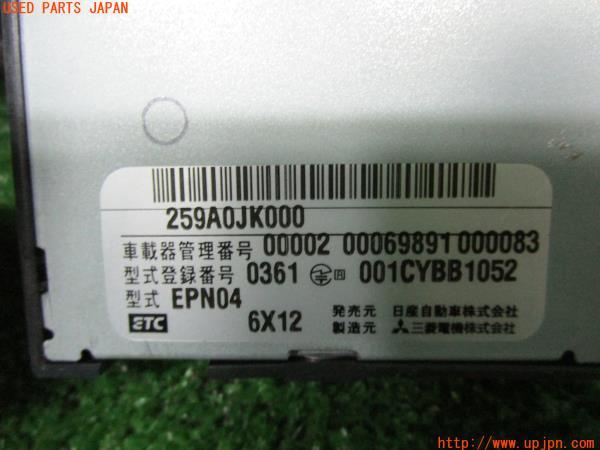 USED PARTS JAPAN
259A0JK000
車載器管理番号 00002 00069891 000083
型式登録番号 0361 001CYBB1052
型式 EPN04
ETC 6X12 発売元 日産自動車株式会社
製造元 三菱電機株式会社
http://www.upjpn.com/